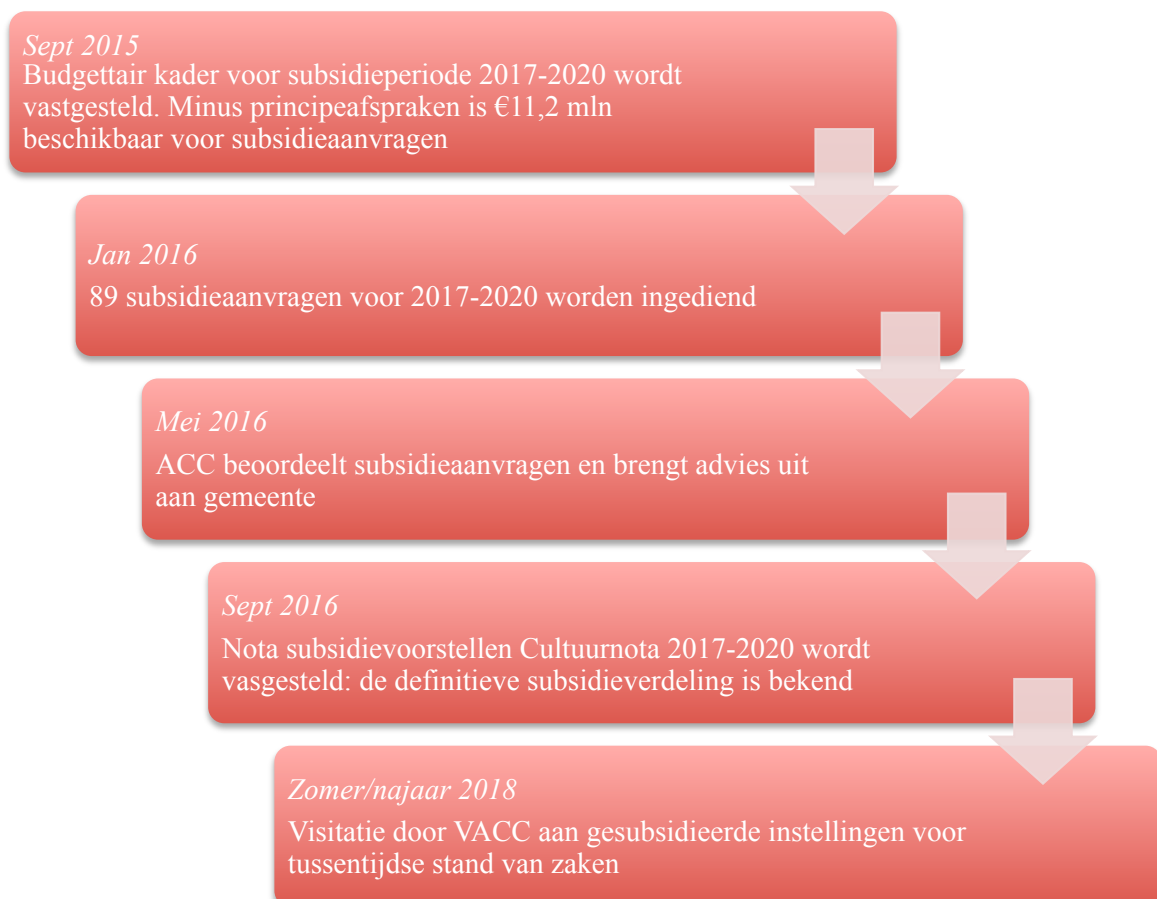 Sept 2015
Budgettair kader voor subsidieperiode 2017-2020 wordt
vastgesteld. Minus principeafspraken is €11,2 mln
beschikbaar voor subsidieaanvragen
Jan 2016
89 subsidieaanvragen voor 2017-2020 worden ingediend
Mei 2016
ACC beoordeelt subsidieaanvragen en brengt advies uit
aan gemeente
Sept 2016
Nota subsidievoorstellen Cultuurnota 2017-2020 wordt
vasgesteld: de definitieve subsidieverdeling is bekend
Zomer/najaar 2018
Visitatie door VACC aan gesubsidieerde instellingen voor
tussentijdse stand van zaken